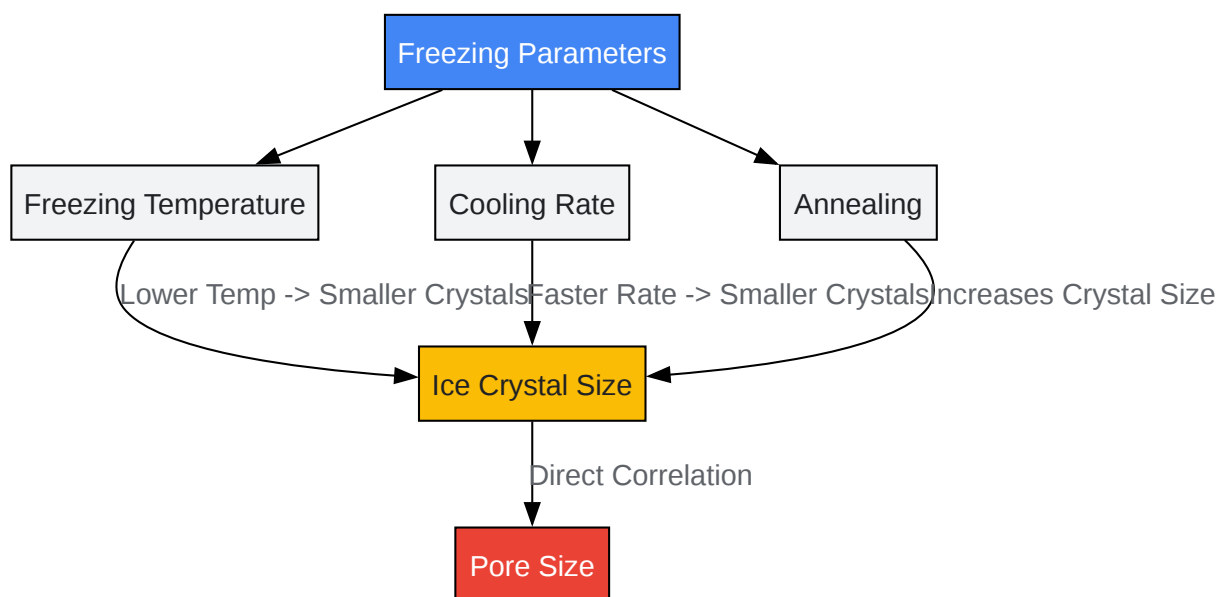 Freezing Parameters
Freezing Temperature
Cooling Rate
Annealing
Lower Temp -> Smaller Crystals
Faster Rate -> Smaller Crystals
Increases Crystal Size
Ice Crystal Size
Direct Correlation
Pore Size